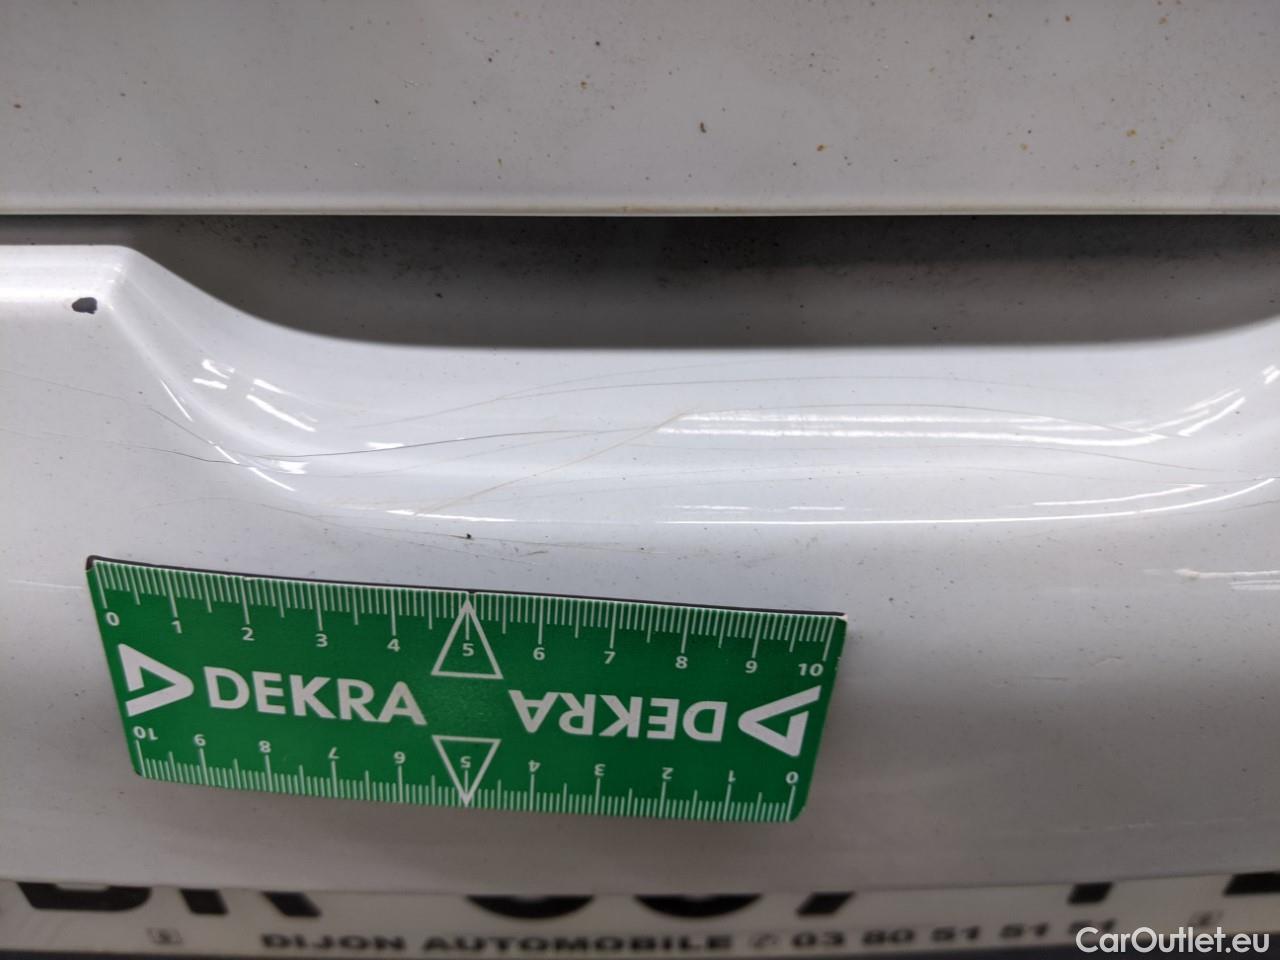 0 1 2 3 4 5 6 7 8 9 10
DEKRA DEKRA
10 9 8 7 6 5 4 3 2 1 0
DIJON AUTOMOBILE ✆ 03 80 51 51 51
CarOutlet.eu